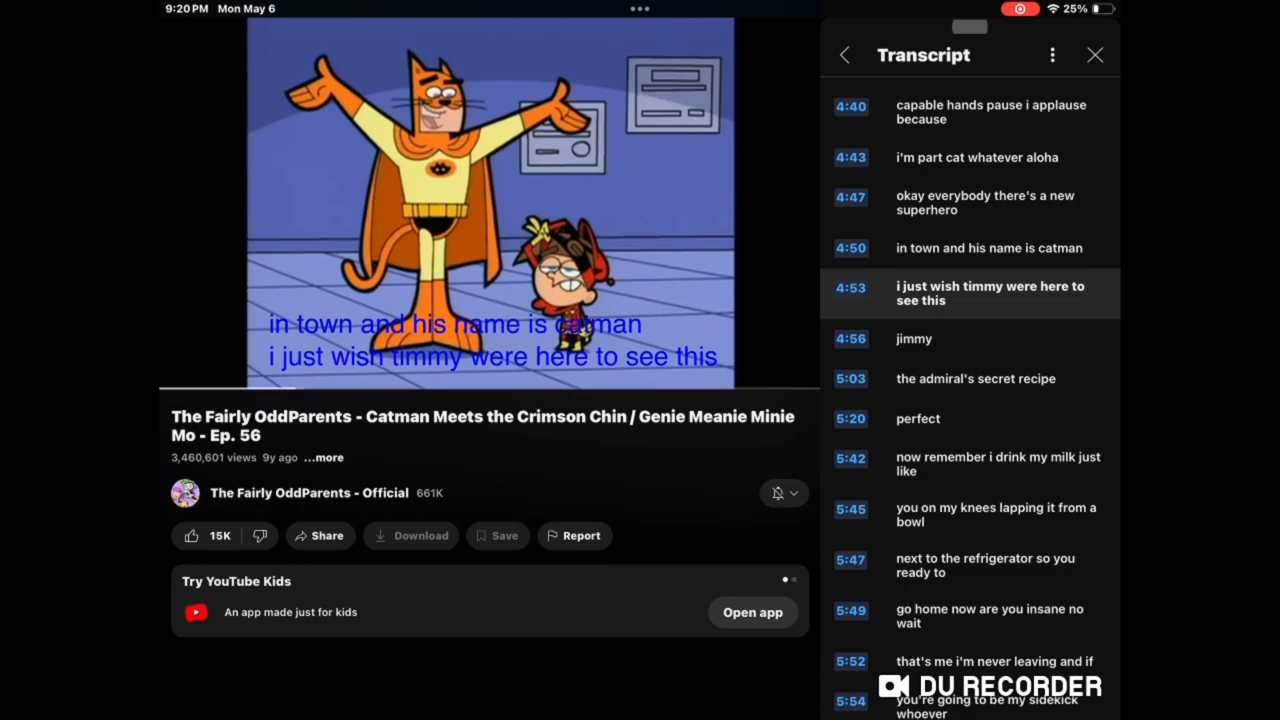 9:20 PM Mon May 6
25%
in town and his name is catman
i just wish timmy were here to see this
The Fairly OddParents - Catman Meets the Crimson Chin / Genie Meanie Minie
Mo - Ep. 56
3,460,601 views 9y ago ...more
The Fairly OddParents - Official 661K
15K
Share
Download
Save
Report
Try YouTube Kids
An app made just for kids
Open app
Transcript
4:40 capable hands pause i applause
because
4:43 i'm part cat whatever aloha
4:47 okay everybody there's a new
superhero
4:50 in town and his name is catman
4:53 i just wish timmy were here to
see this
4:56 jimmy
5:03 the admiral's secret recipe
5:20 perfect
5:42 now remember i drink my milk just
like
5:45 you on my knees lapping it from a
bowl
5:47 next to the refrigerator so you
ready to
5:49 go home now are you insane no
wait
5:52 that's me i'm never leaving and if
5:54 you're going to be my sidekick
whoever
DU RECORDER